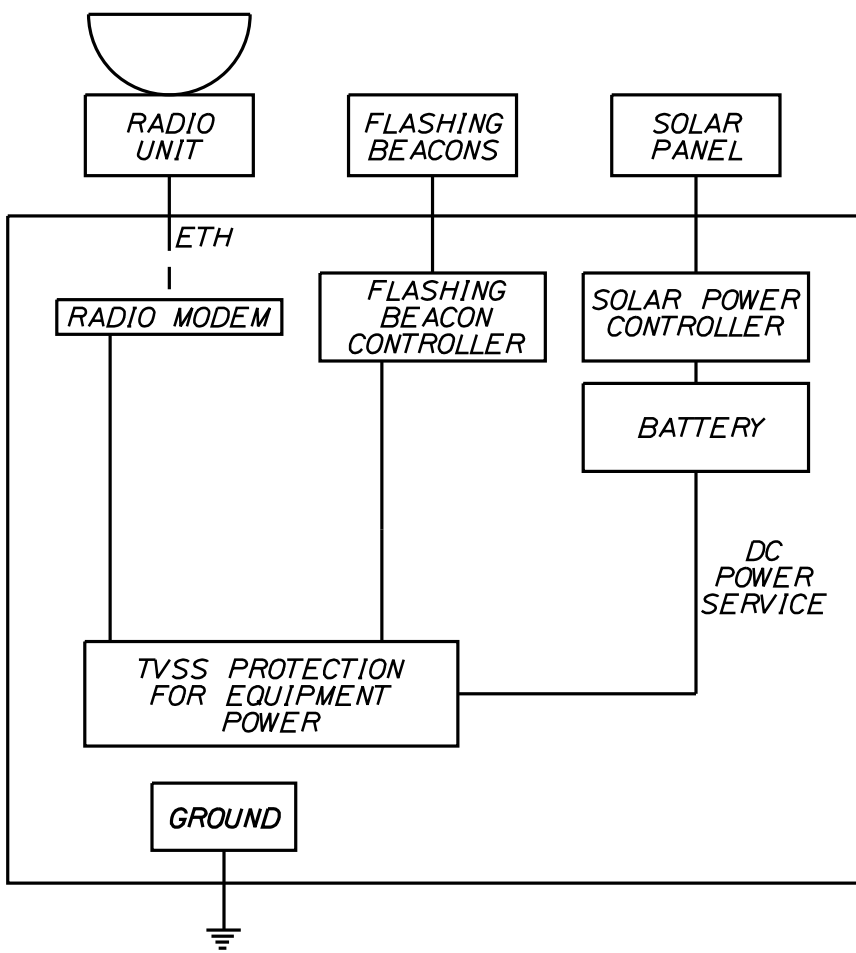 RADIO
UNIT
FLASHING
BEACONS
SOLAR
PANEL
ETH
RADIO MODEM
FLASHING
BEACON
CONTROLLER
SOLAR POWER
CONTROLLER
BATTERY
DC
POWER
SERVICE
TVSS PROTECTION
FOR EQUIPMENT
POWER
GROUND